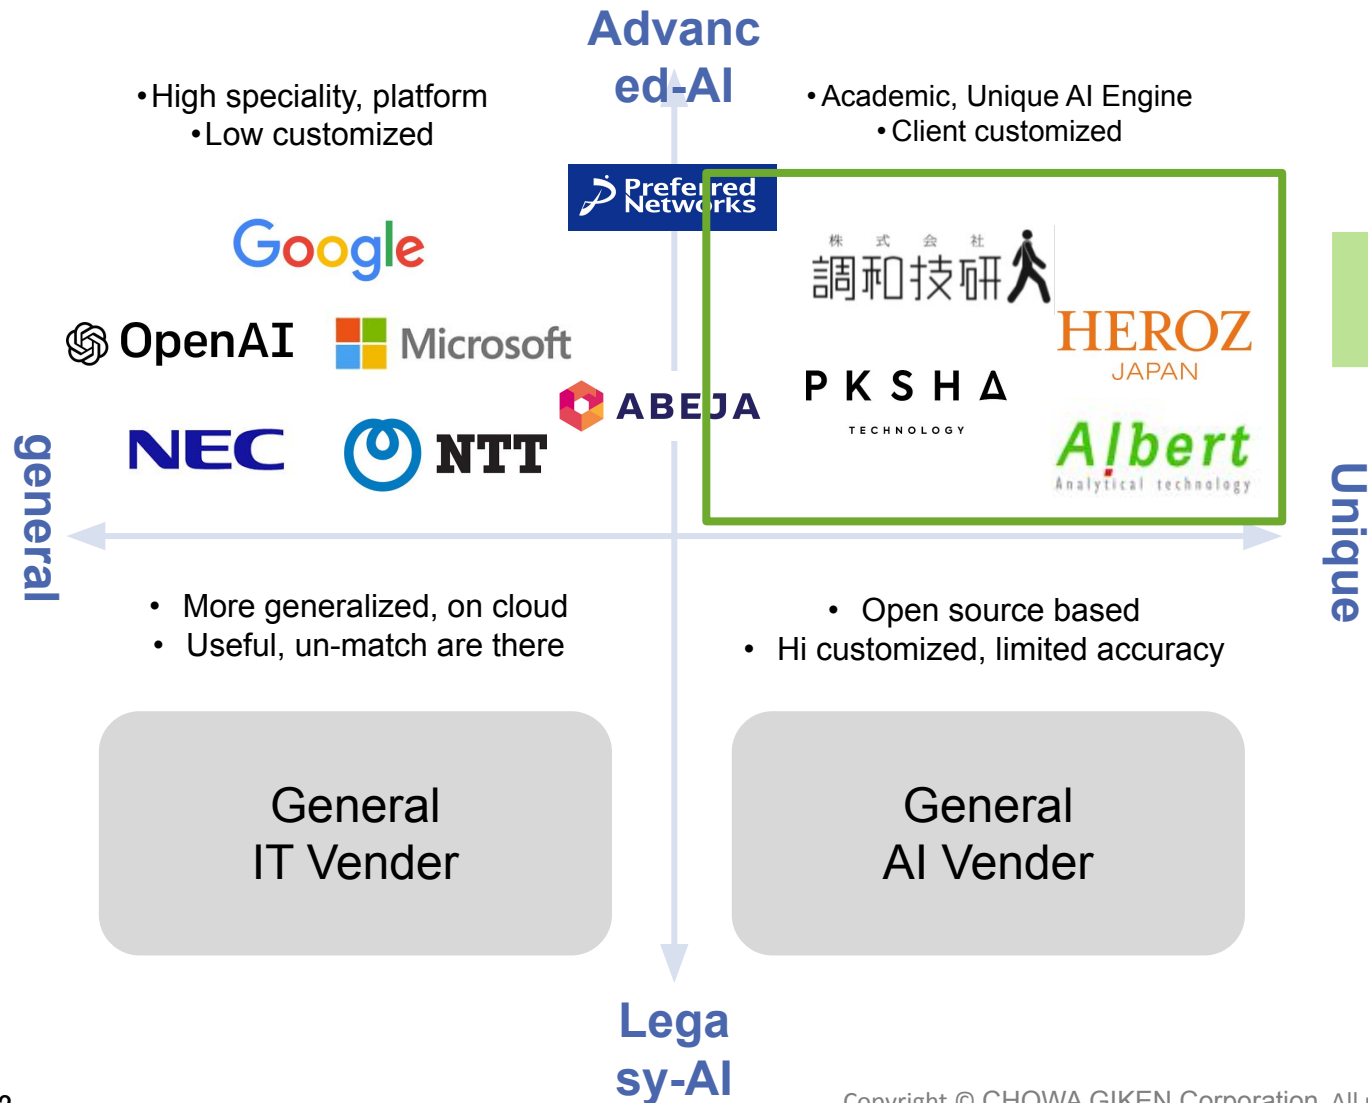 Advanc
ed-AI
•High speciality, platform
•Low customized
•Academic, Unique AI Engine
•Client customized
Preferred
Networks
Google
株式会社
調和技研
OpenAI
Microsoft
HEROZ
JAPAN
PKSHA
TECHNOLOGY
ABEJA
NEC
NTT
Albert
Analytical technology
general
Unique
• More generalized, on cloud
• Useful, un-match are there
• Open source based
• Hi customized, limited accuracy
General
IT Vender
General
AI Vender
Lega
sy-AI
Copyright © CHOWA GIKEN Corporation. All